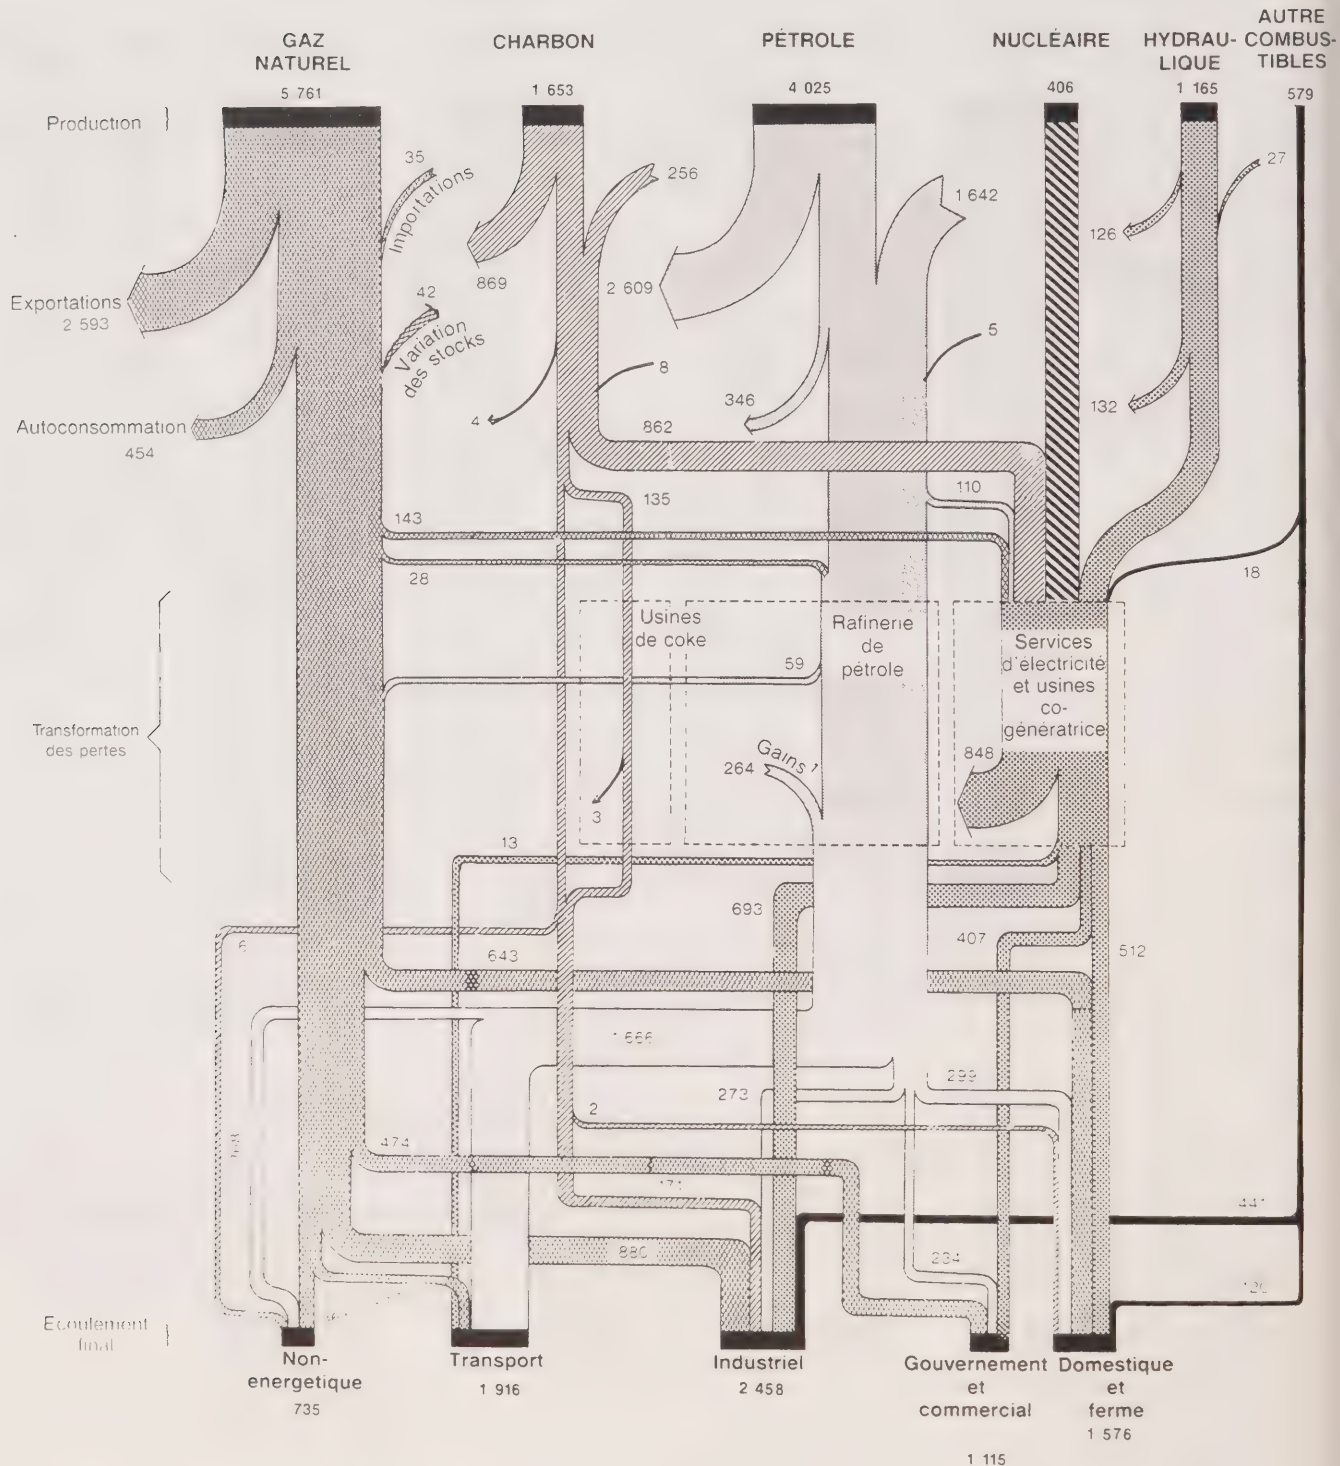 GAZ
NATUREL
5 761
CHARBON
1 653
PÉTROLE
4 025
NUCLÉAIRE
406
HYDRAU-
LIQUE
1 165
AUTRE
COMBUS-
TIBLES
579
Production
35
Importations
256
1 642
27
126
869
2 609
Exportations
2 593
42
Variation
des stocks
8
5
4
346
132
Autoconsommation
454
862
135
110
143
28
18
Usines
de coke
Rafinerie
de
pétrole
Services
d'électricité
et usines
co-
génératrice
59
Transformation
des pertes
Gains 1
264
848
3
13
693
407
512
6
643
273
299
2
474
171
441
880
234
Ecoulement
final
Non-
energetique
735
Transport
1 916
Industriel
2 458
Gouvernement
et
commercial
1 115
Domestique
et
ferme
1 576